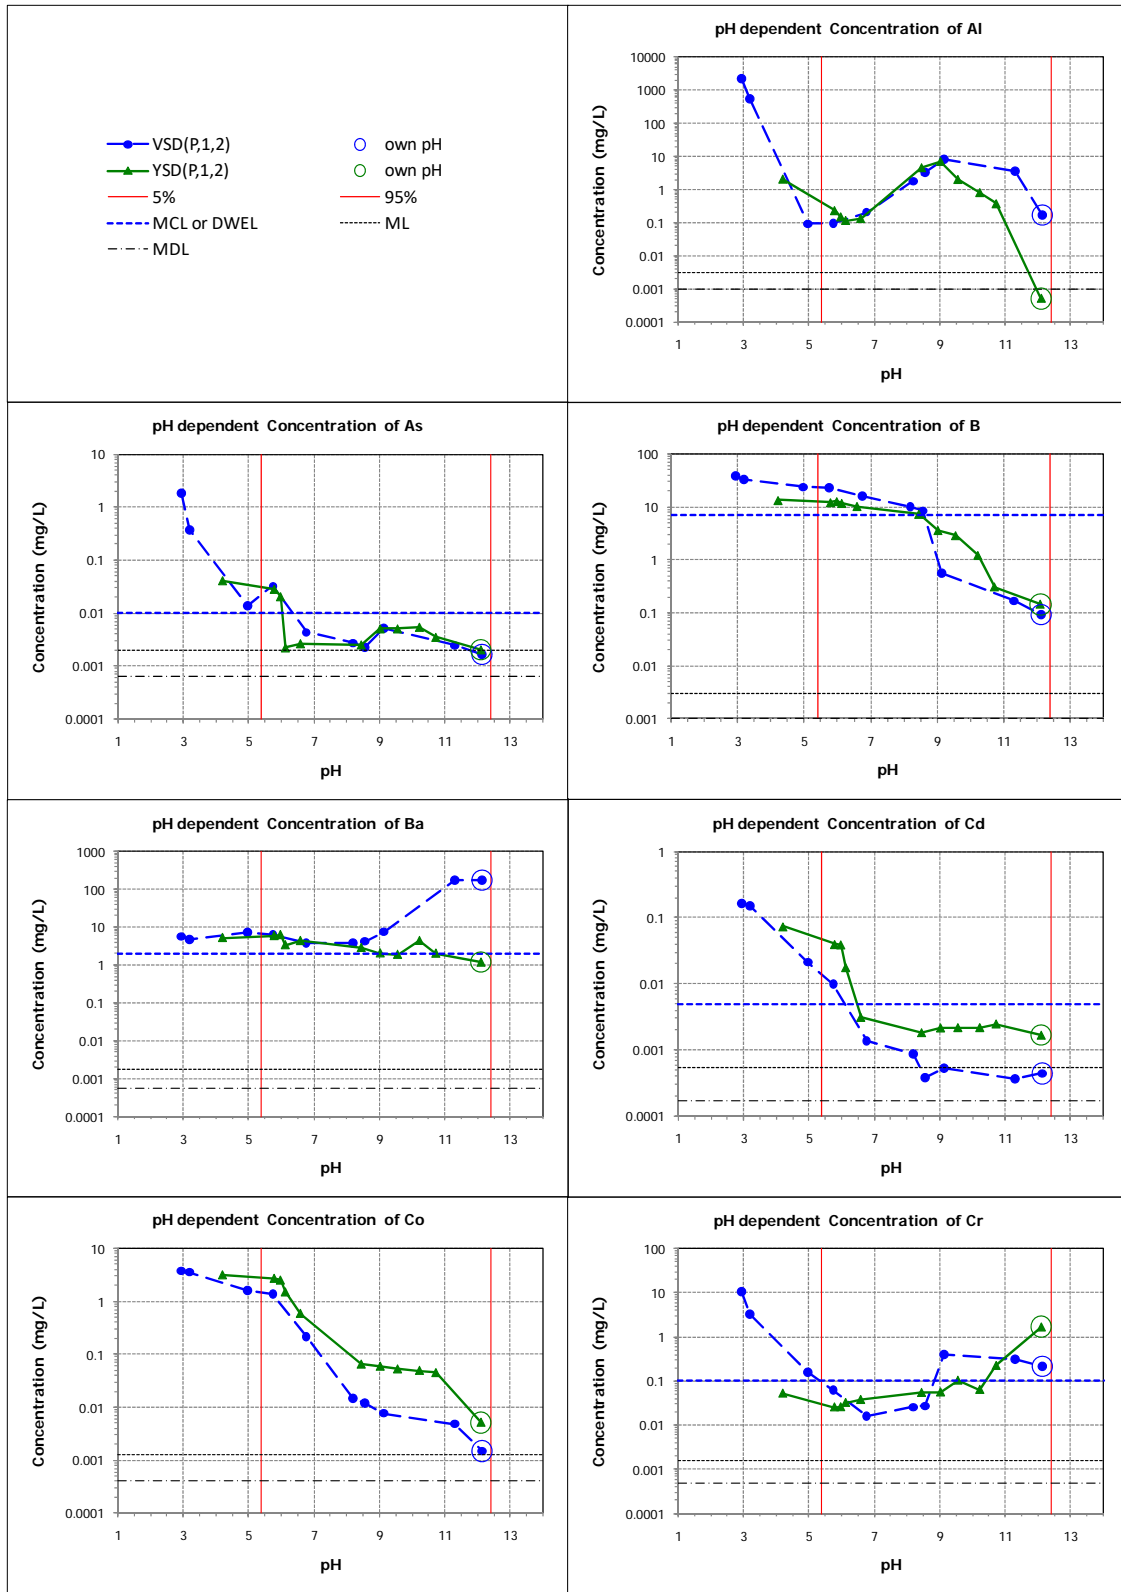 VSD(P,1,2) own pH
YSD(P,1,2) own pH
5% 95%
MCL or DWEL ML
MDL
pH dependent Concentration of Al
Concentration (mg/L)
10000
1000
100
10
1
0.1
0.01
0.001
0.0001
1 3 5 7 9 11 13
pH
pH dependent Concentration of As
Concentration (mg/L)
10
1
0.1
0.01
0.001
0.0001
1 3 5 7 9 11 13
pH
pH dependent Concentration of B
Concentration (mg/L)
100
10
1
0.1
0.01
0.001
1 3 5 7 9 11 13
pH
pH dependent Concentration of Ba
Concentration (mg/L)
1000
100
10
1
0.1
0.01
0.001
0.0001
1 3 5 7 9 11 13
pH
pH dependent Concentration of Cd
Concentration (mg/L)
1
0.1
0.01
0.001
0.0001
1 3 5 7 9 11 13
pH
pH dependent Concentration of Co
Concentration (mg/L)
10
1
0.1
0.01
0.001
0.0001
1 3 5 7 9 11 13
pH
pH dependent Concentration of Cr
Concentration (mg/L)
100
10
1
0.1
0.01
0.001
0.0001
1 3 5 7 9 11 13
pH